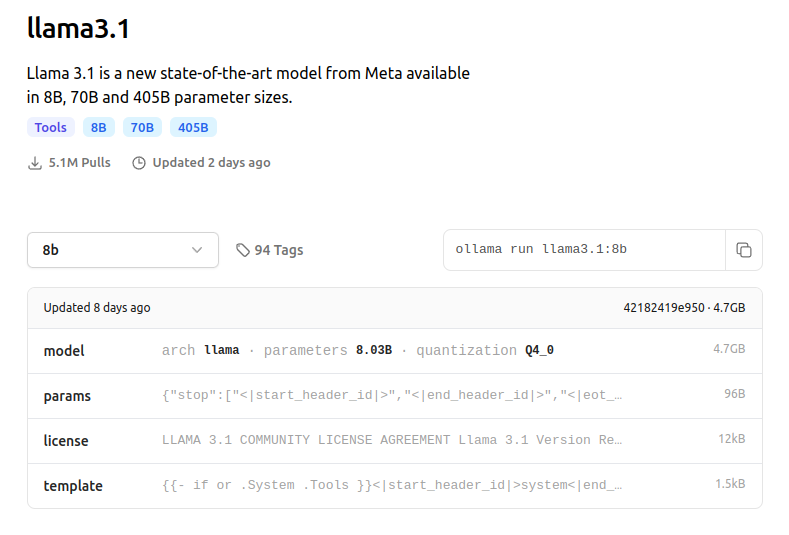 llama3.1
Llama 3.1 is a new state-of-the-art model from Meta available
in 8B, 70B and 405B parameter sizes.
Tools 8B 70B 405B
5.1M Pulls Updated 2 days ago
8b 94 Tags ollama run llama3.1:8b
Updated 8 days ago 42182419e950 · 4.7GB
model arch llama · parameters 8.03B · quantization Q4_0 4.7GB
params {"stop":["<|start_header_id|>","<|end_header_id|>","<|eot_… 96B
license LLAMA 3.1 COMMUNITY LICENSE AGREEMENT Llama 3.1 Version Re… 12kB
template {{- if or .System .Tools }}<|start_header_id|>system<|end_… 1.5kB